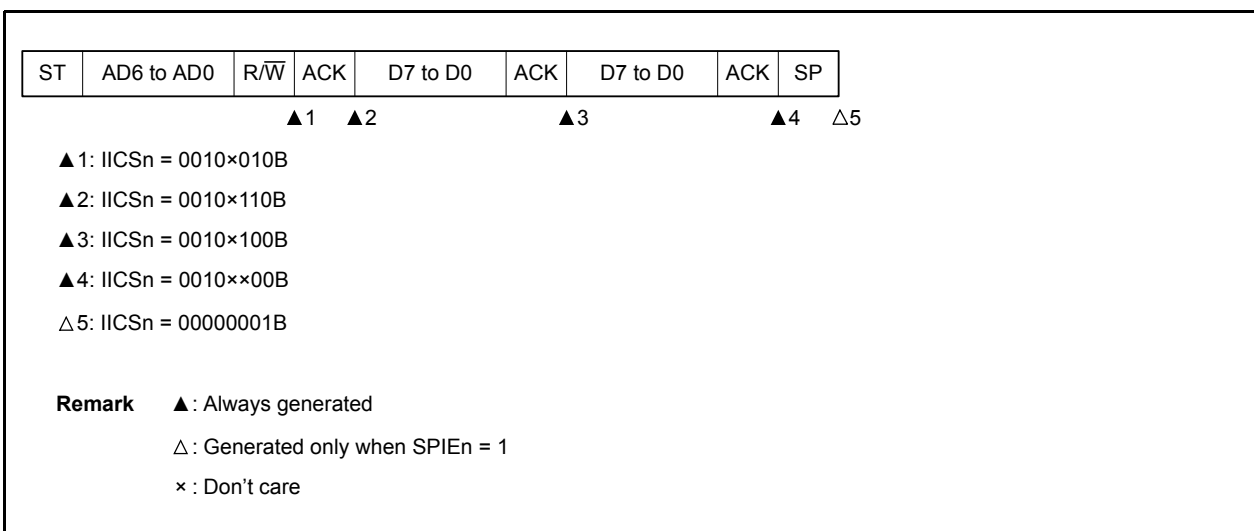 ST AD6 to AD0 R/W̅ ACK D7 to D0 ACK D7 to D0 ACK SP
▲1 ▲2 ▲3 ▲4 △5
▲1: IICSn = 0010×010B
▲2: IICSn = 0010×110B
▲3: IICSn = 0010×100B
▲4: IICSn = 0010××00B
△5: IICSn = 00000001B
Remark ▲: Always generated
△: Generated only when SPIEn = 1
×: Don’t care